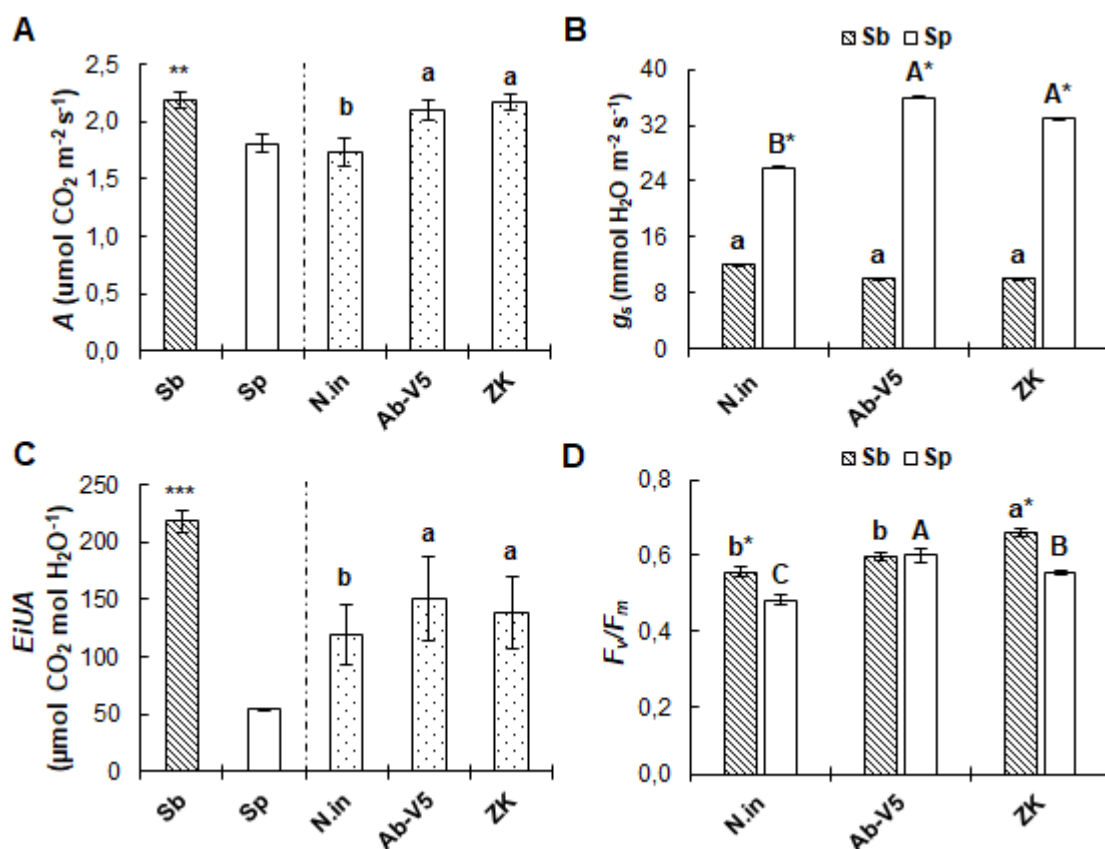 A
A (umol CO₂ m⁻² s⁻¹)
2,5
2,0
1,5
1,0
0,5
0,0
**
b
a
a
Sb
Sp
N.in
Ab-V5
ZK
B
Sb Sp
gs (mmol H₂O m⁻² s⁻¹)
40
32
24
16
8
0
a
B*
a
A*
a
A*
N.in
Ab-V5
ZK
C
EiUA
(µmol CO₂ mol H₂O⁻¹)
250
200
150
100
50
0
***
b
a
a
Sb
Sp
N.in
Ab-V5
ZK
D
Sb Sp
Fv/Fm
0,8
0,6
0,4
0,2
0,0
b*
C
b
A
a*
B
N.in
Ab-V5
ZK